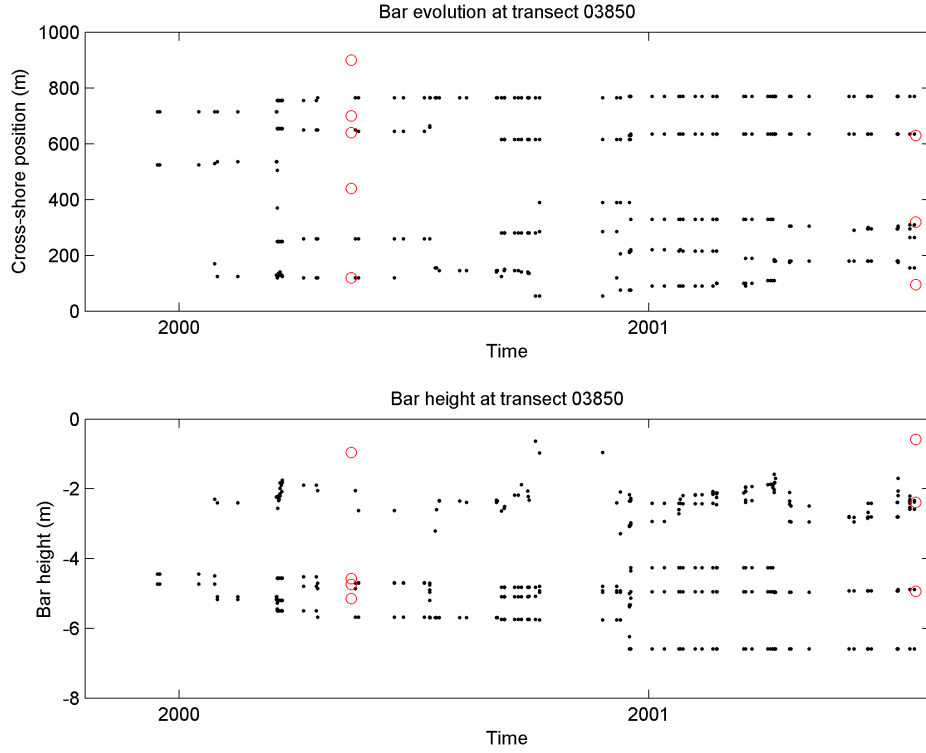 Bar evolution at transect 03850
1000
800
600
400
200
0
Cross-shore position (m)
2000 2001
Time
Bar height at transect 03850
0
-2
-4
-6
-8
Bar height (m)
2000 2001
Time